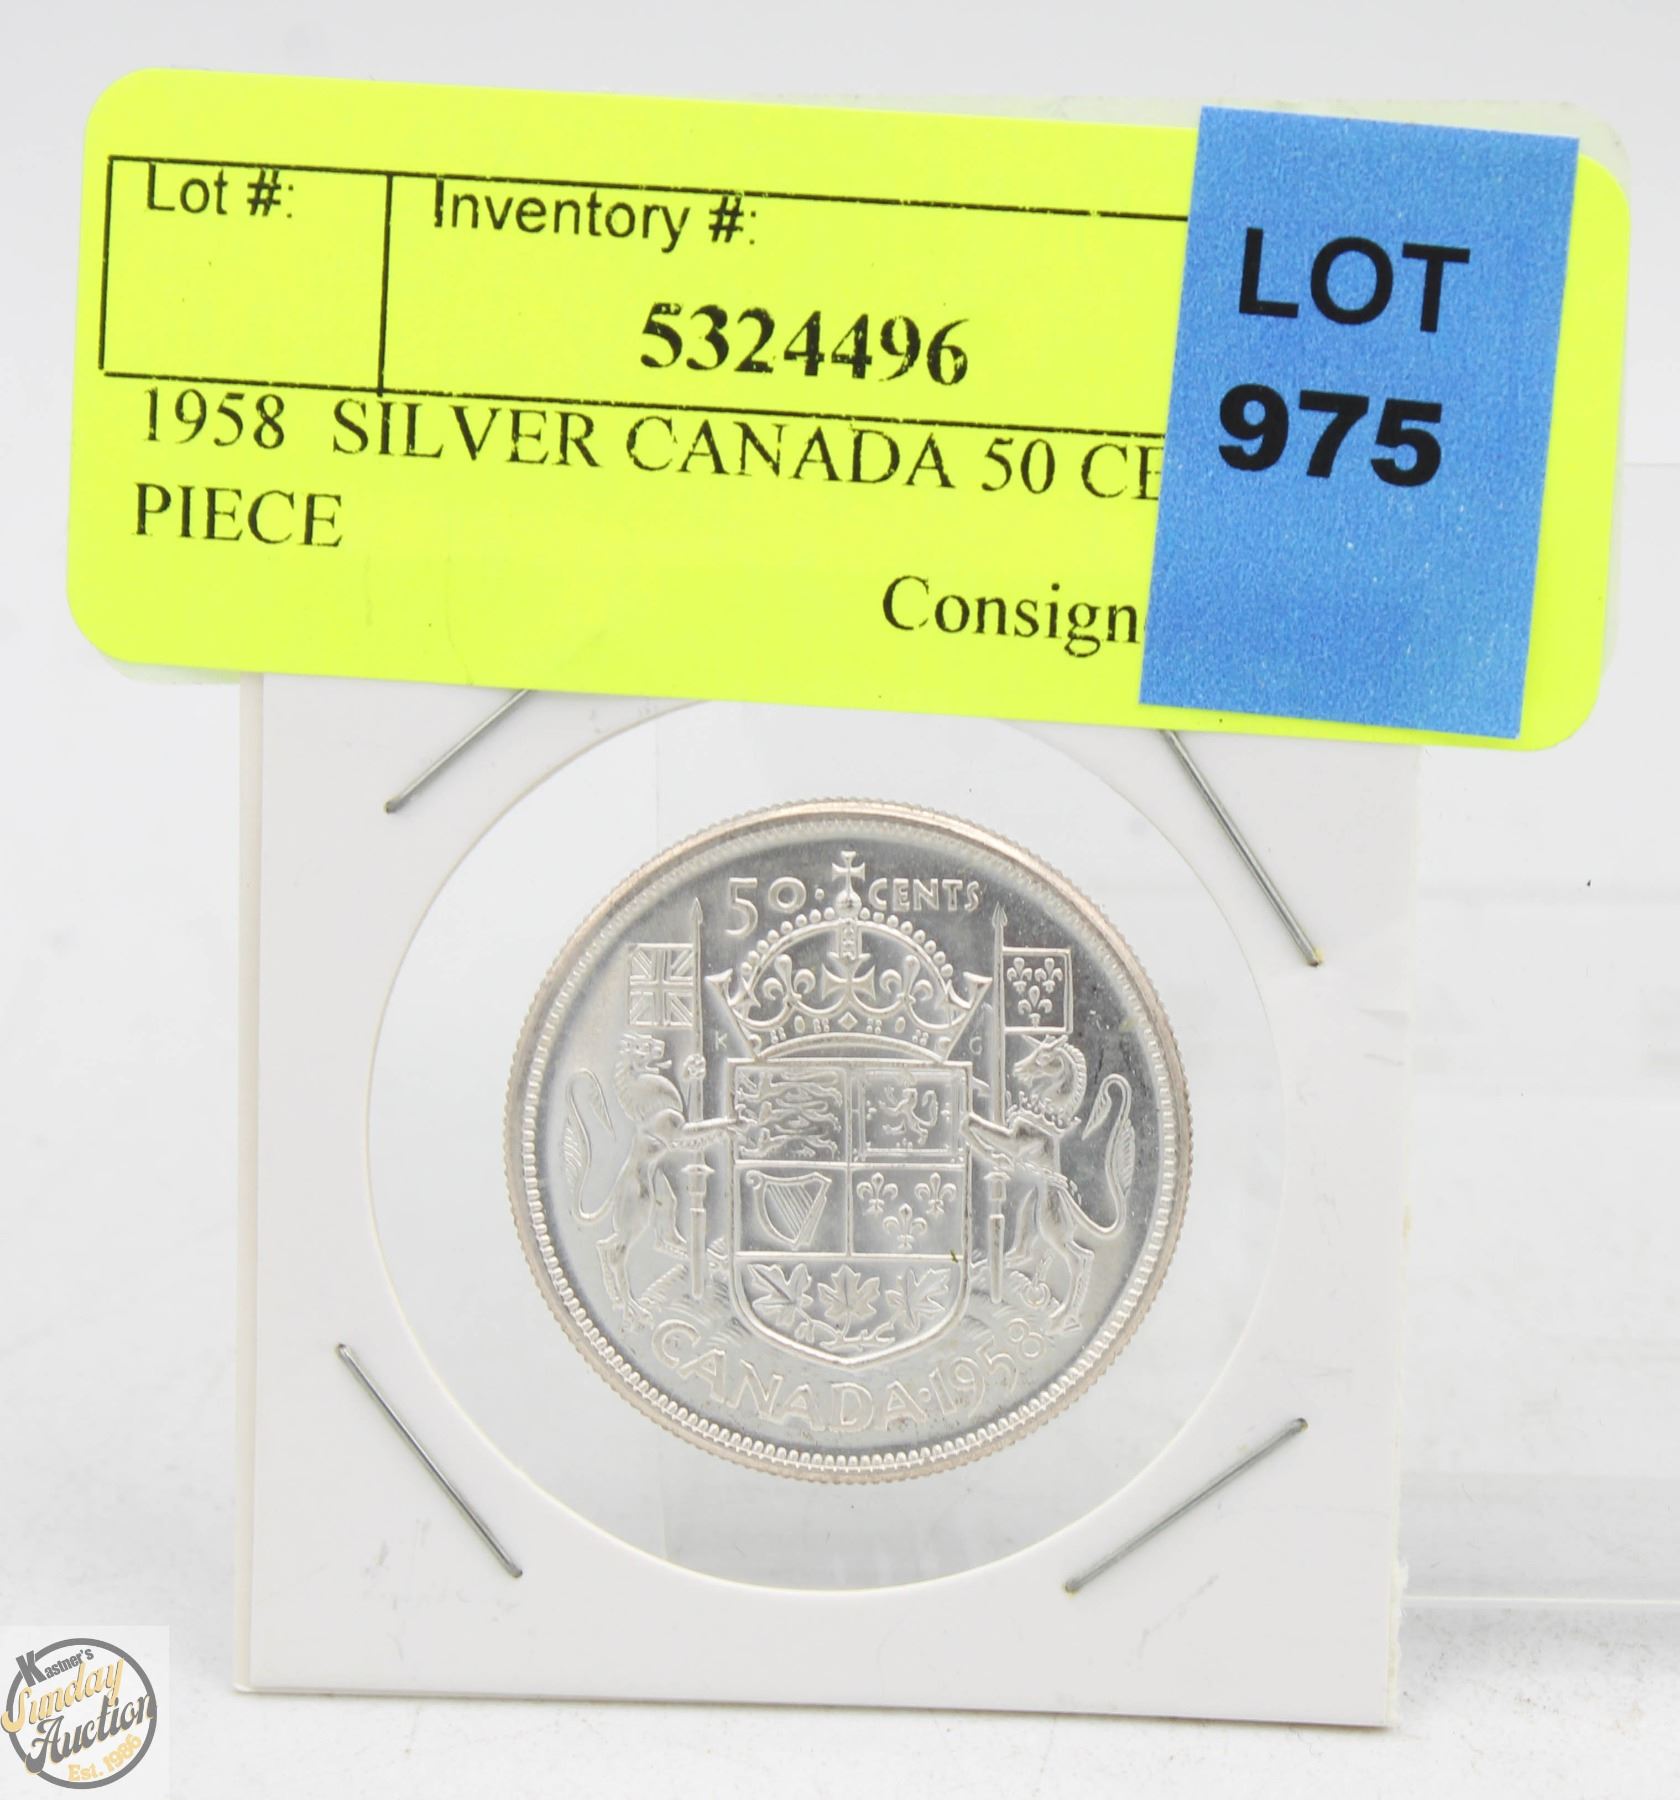 Lot #:
Inventory #:
5324496
1958 SILVER CANADA 50 CE
PIECE
Consign
LOT
975
50 · CENTS
K G
CANADA · 1958
Kastner's
Sunday
Auction
Est. 1986